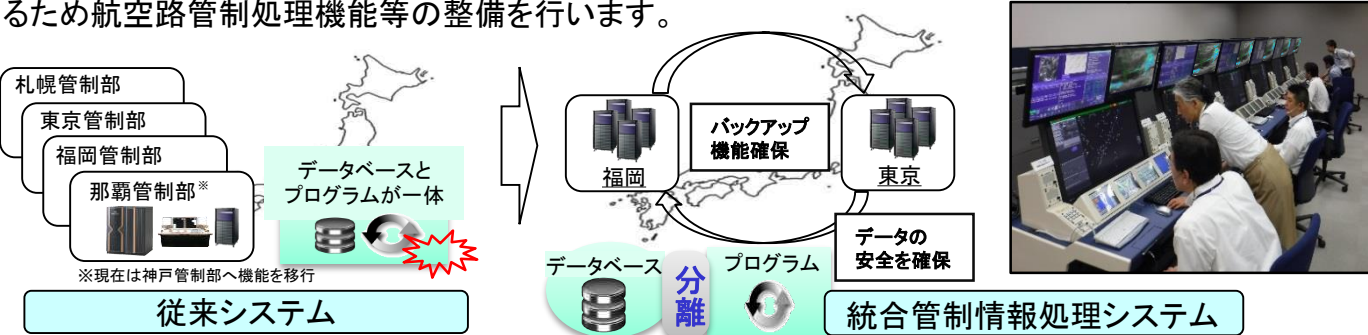 るため航空路管制処理機能等の整備を行います。
札幌管制部
東京管制部
福岡管制部
那覇管制部※
※現在は神戸管制部へ機能を移行
データベースと
プログラムが一体
従来システム
福岡
バックアップ
機能確保
東京
データの
安全を確保
データベース
分離
プログラム
統合管制情報処理システム